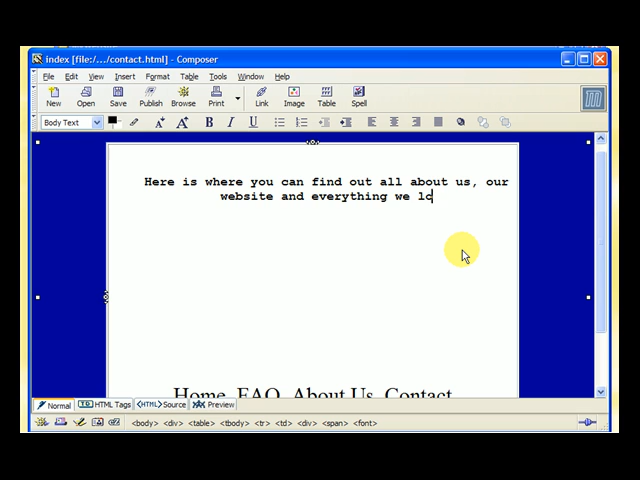 index [file:/.../contact.html] - Composer
File Edit View Insert Format Table Tools Window Help
New Open Save Publish Browse Print Link Image Table Spell
Body Text B I U
Here is where you can find out all about us, our
website and everything we lo
Home FAQ About Us Contact
Normal TD HTML Tags <HTML> Source Preview
<body> <div> <table> <tbody> <tr> <td> <div> <span> <font>